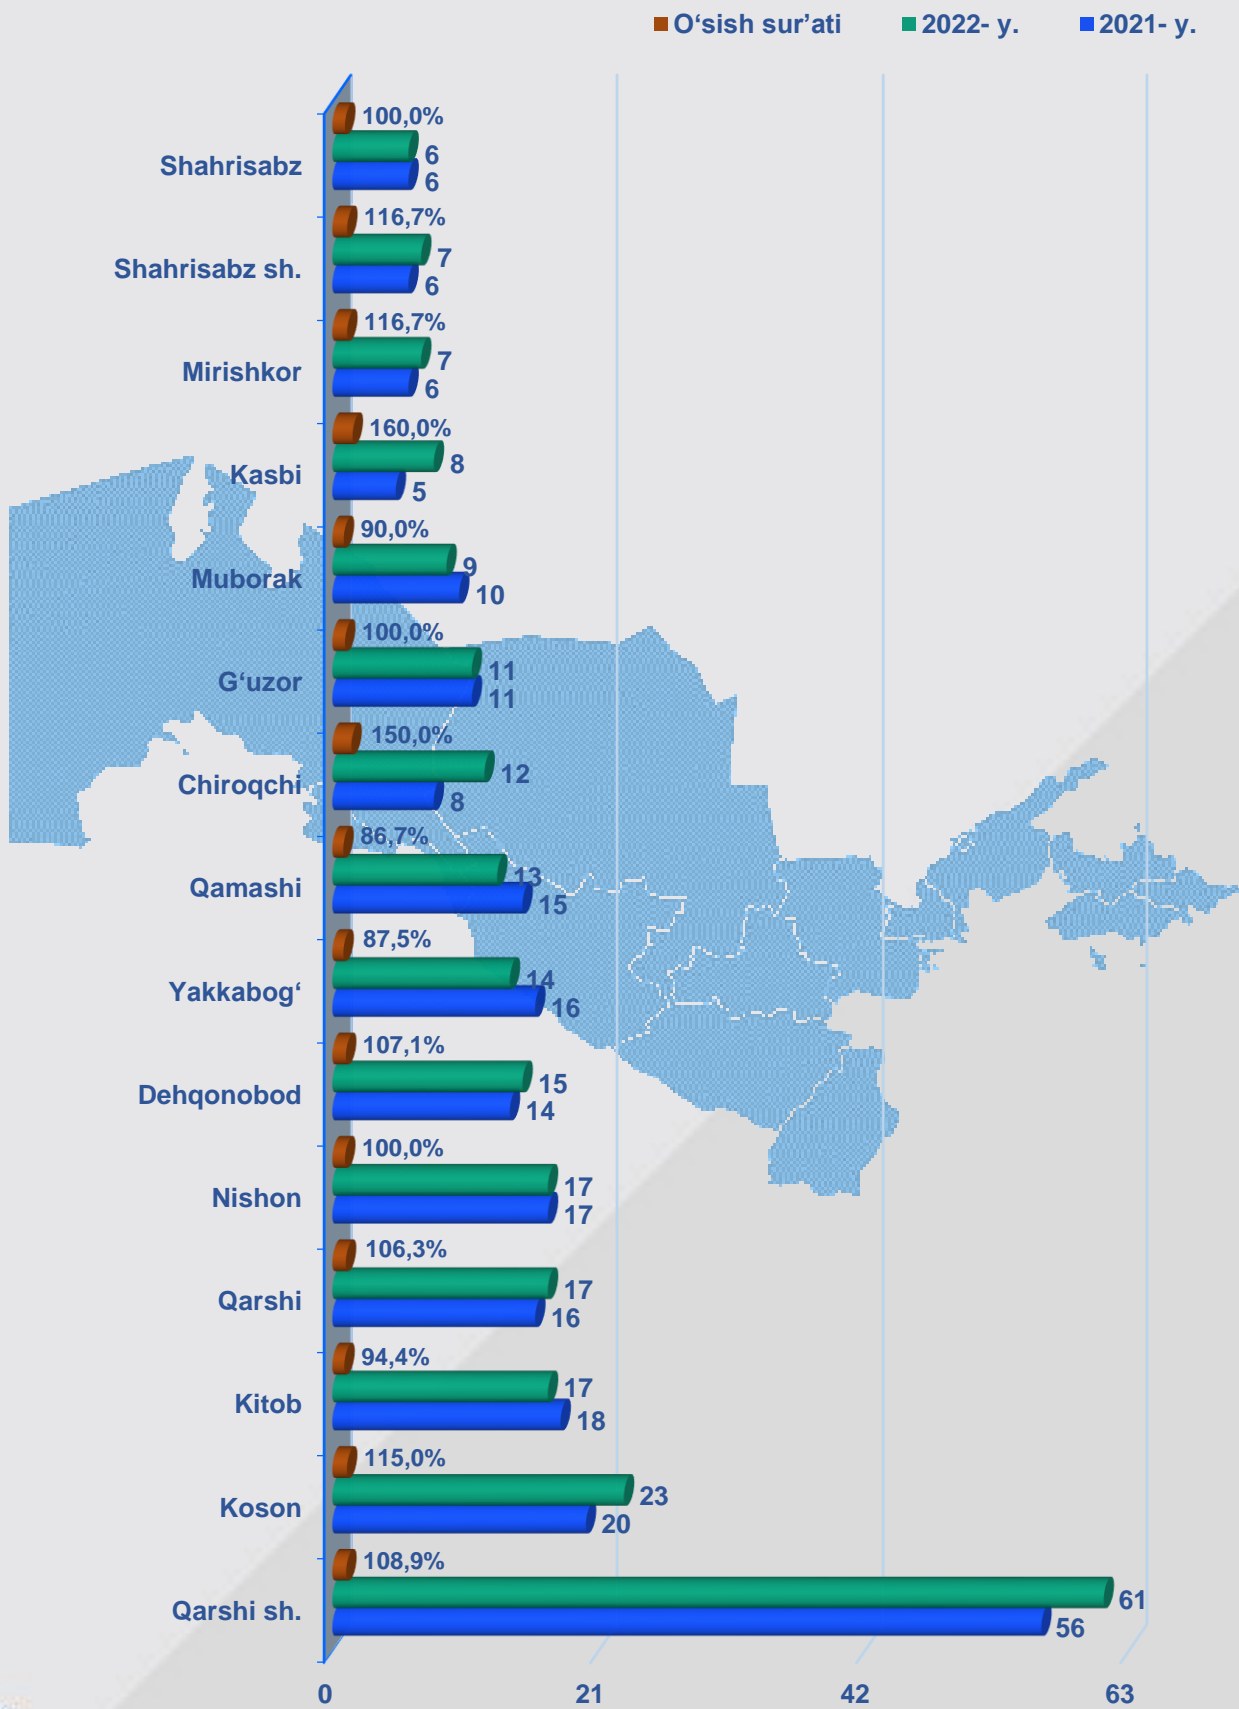 O‘sish sur’ati 2022- y. 2021- y.
100,0%
6
Shahrisabz
6
116,7%
7
Shahrisabz sh.
6
116,7%
7
Mirishkor
6
160,0%
8
Kasbi
5
90,0%
9
Muborak
10
100,0%
11
G‘uzor
11
150,0%
12
Chiroqchi
8
86,7%
13
Qamashi
15
87,5%
14
Yakkabog‘
16
107,1%
15
Dehqonobod
14
100,0%
17
Nishon
17
106,3%
17
Qarshi
16
94,4%
17
Kitob
18
115,0%
23
Koson
20
108,9%
61
Qarshi sh.
56
0 21 42 63